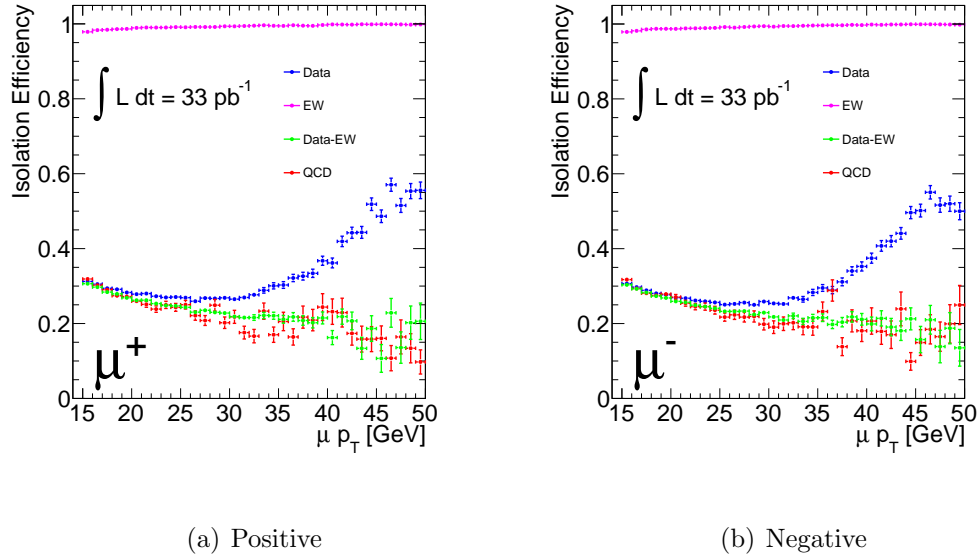 Isolation Efficiency
1
0.8
0.6
0.4
0.2
0
∫ L dt = 33 pb⁻¹
Data
EW
Data-EW
QCD
μ⁺
15 20 25 30 35 40 45 50
μ p_T [GeV]
(a) Positive
Isolation Efficiency
1
0.8
0.6
0.4
0.2
0
∫ L dt = 33 pb⁻¹
Data
EW
Data-EW
QCD
μ⁻
15 20 25 30 35 40 45 50
μ p_T [GeV]
(b) Negative